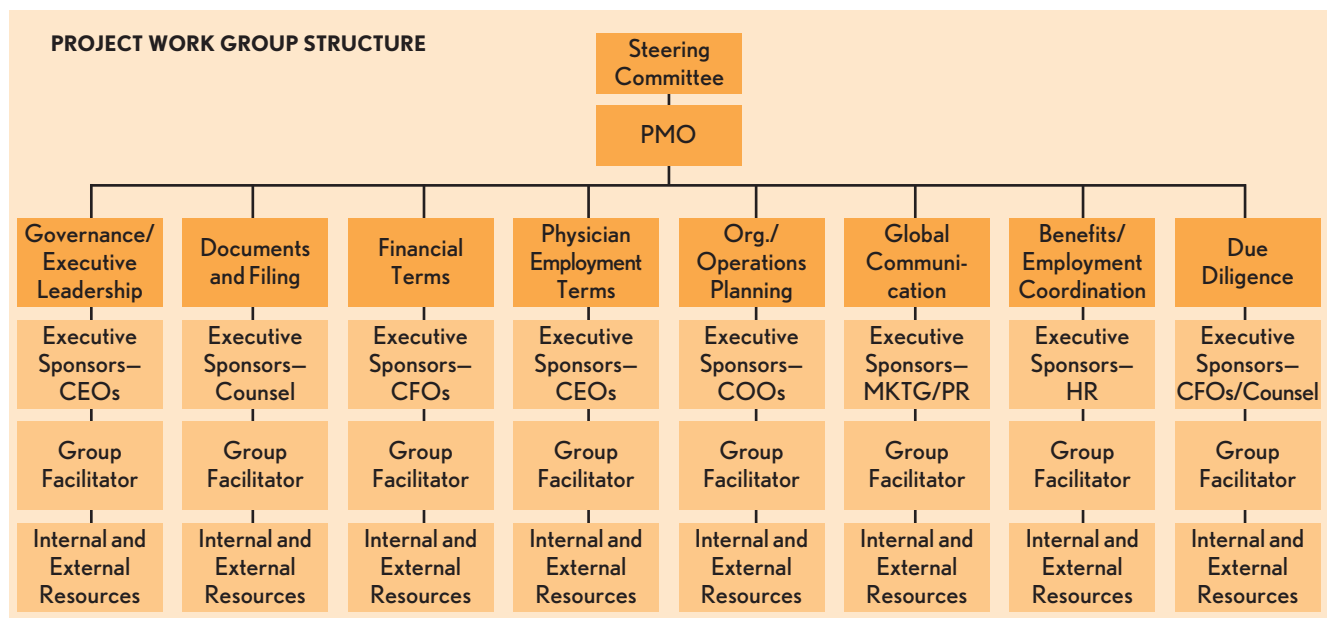 PROJECT WORK GROUP STRUCTURE
Steering
Committee
PMO
Governance/
Executive
Leadership
Executive
Sponsors—
CEOs
Group
Facilitator
Internal and
External
Resources
Documents
and Filing
Executive
Sponsors—
Counsel
Group
Facilitator
Internal and
External
Resources
Financial
Terms
Executive
Sponsors—
CFOs
Group
Facilitator
Internal and
External
Resources
Physician
Employment
Terms
Executive
Sponsors—
CEOs
Group
Facilitator
Internal and
External
Resources
Org./
Operations
Planning
Executive
Sponsors—
COOs
Group
Facilitator
Internal and
External
Resources
Global
Communi-
cation
Executive
Sponsors—
MKTG/PR
Group
Facilitator
Internal and
External
Resources
Benefits/
Employment
Coordination
Executive
Sponsors—
HR
Group
Facilitator
Internal and
External
Resources
Due
Diligence
Executive
Sponsors—
CFOs/Counsel
Group
Facilitator
Internal and
External
Resources